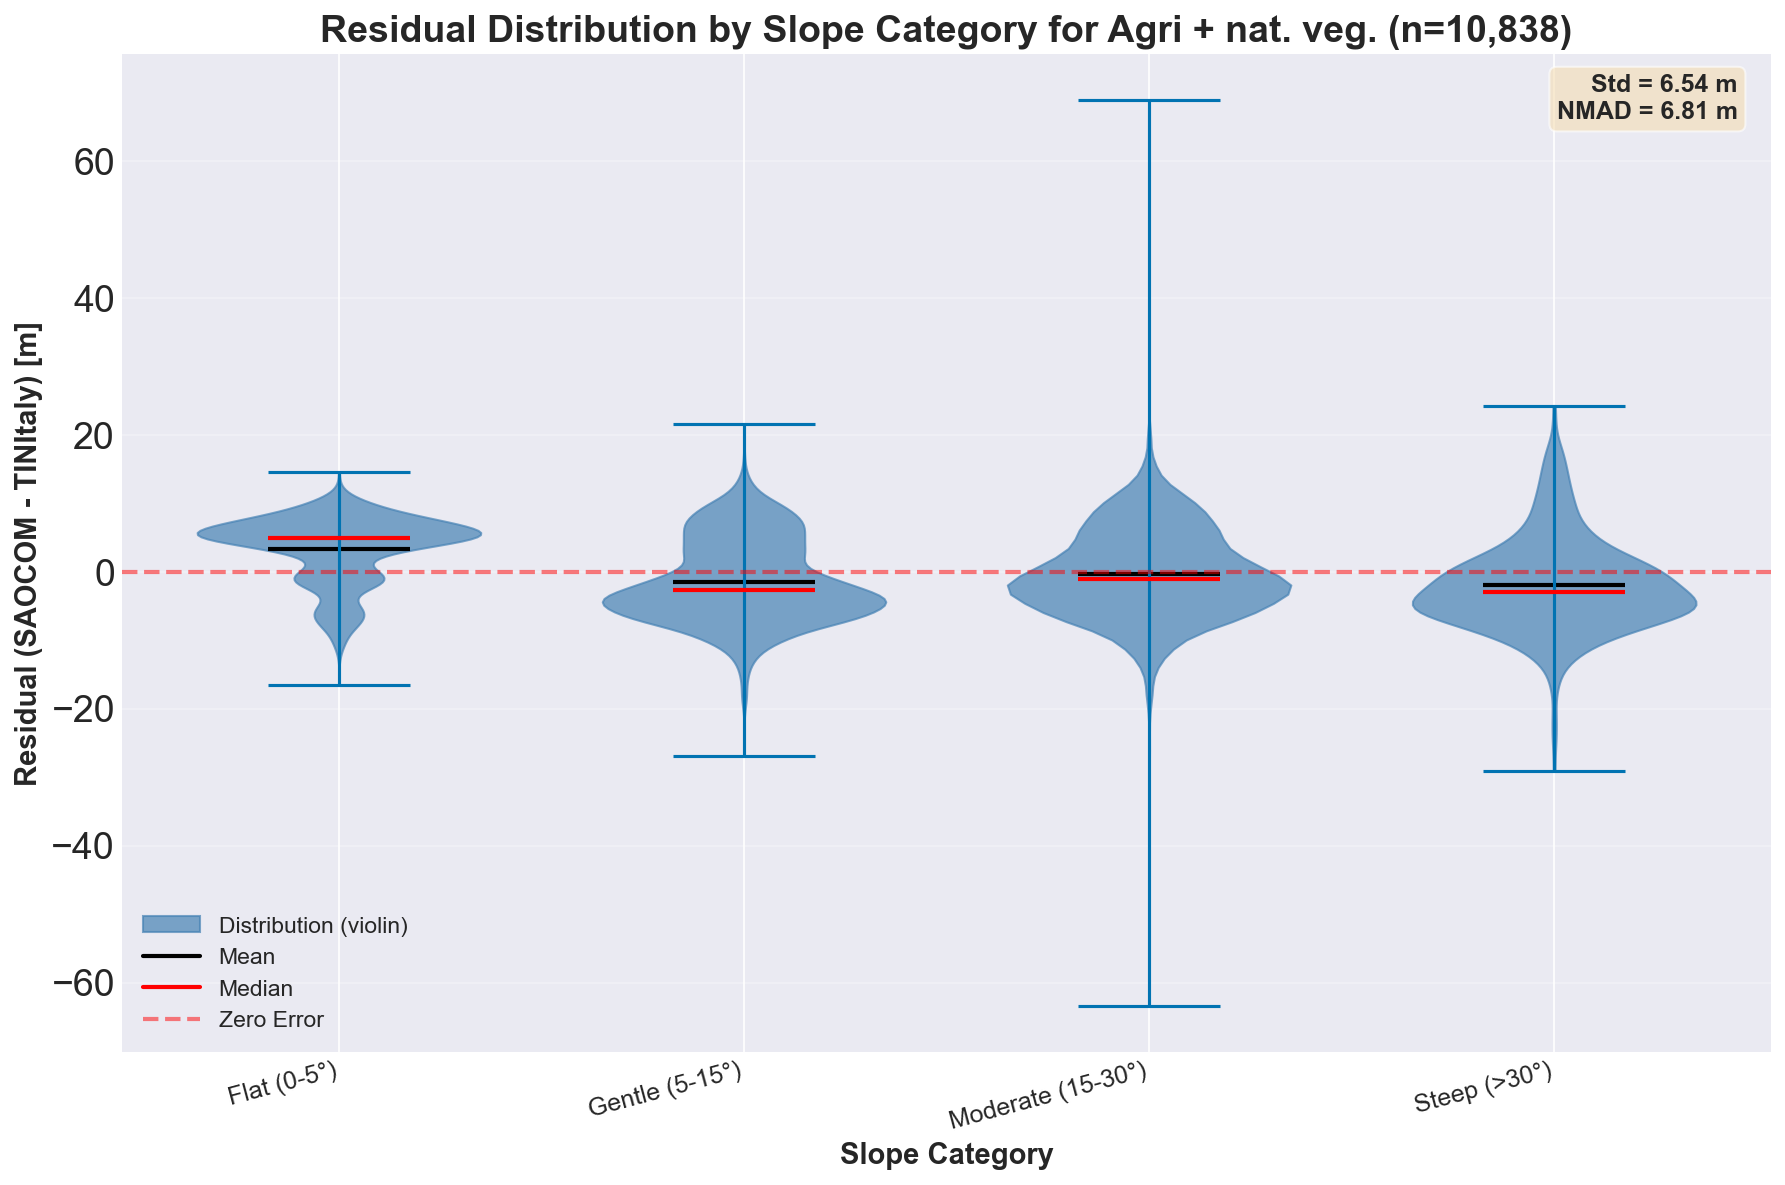 Residual Distribution by Slope Category for Agri + nat. veg. (n=10,838)
Std = 6.54 m
NMAD = 6.81 m
Residual (SAOCOM - TINItaly) [m]
60
40
20
0
−20
−40
−60
Distribution (violin)
Mean
Median
Zero Error
Flat (0-5°)
Gentle (5-15°)
Moderate (15-30°)
Steep (>30°)
Slope Category